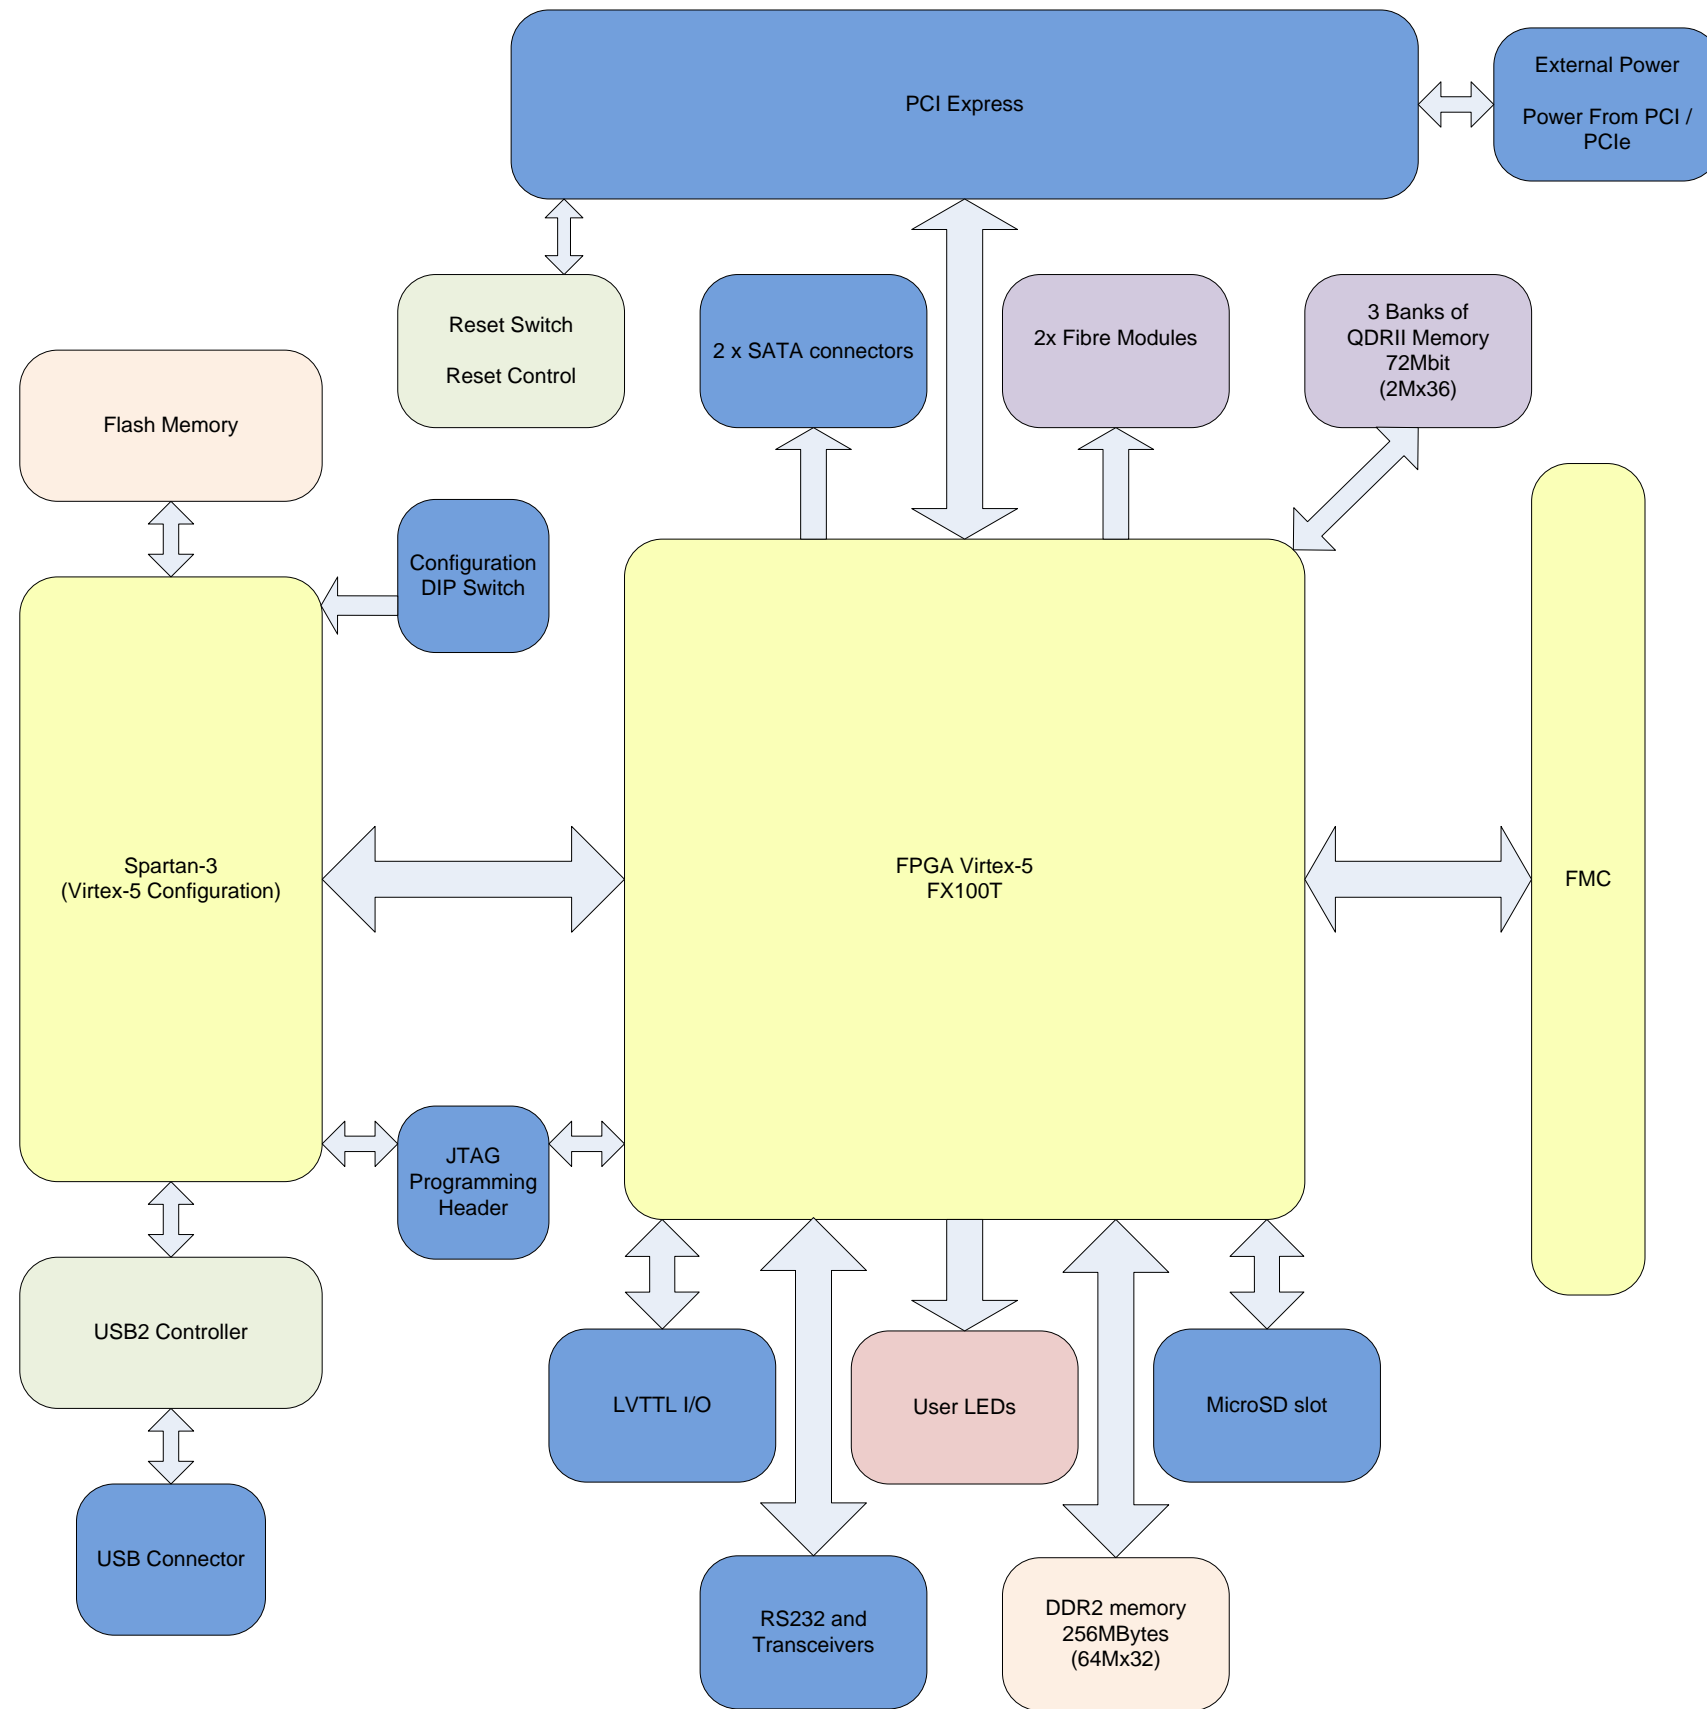 PCI Express
External Power
Power From PCI /
PCIe
Reset Switch
Reset Control
2 x SATA connectors
2x Fibre Modules
3 Banks of
QDRII Memory
72Mbit
(2Mx36)
Flash Memory
Configuration
DIP Switch
Spartan-3
(Virtex-5 Configuration)
FPGA Virtex-5
FX100T
FMC
JTAG
Programming
Header
USB2 Controller
LVTTL I/O
User LEDs
MicroSD slot
USB Connector
RS232 and
Transceivers
DDR2 memory
256MBytes
(64Mx32)